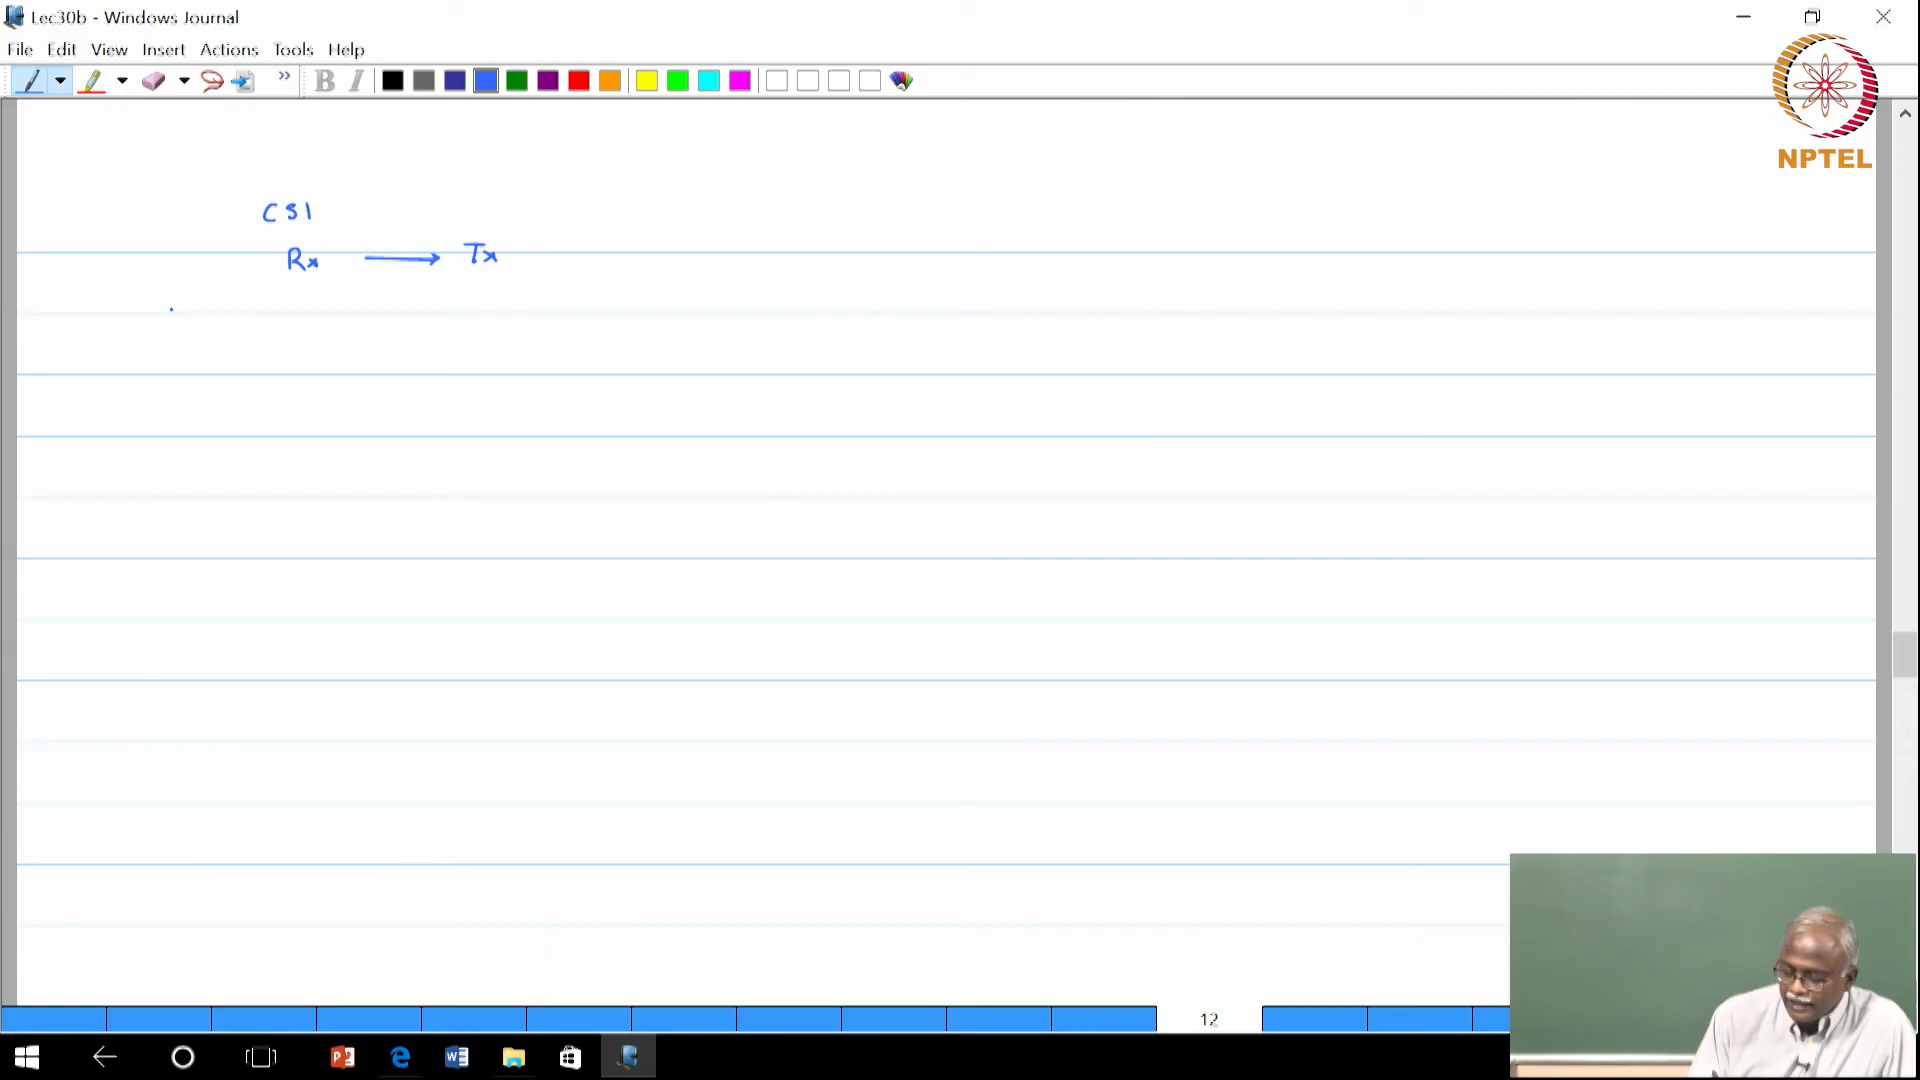 Lec30b - Windows Journal
File Edit View Insert Actions Tools Help
B I
NPTEL
CSI
Rx → Tx
12